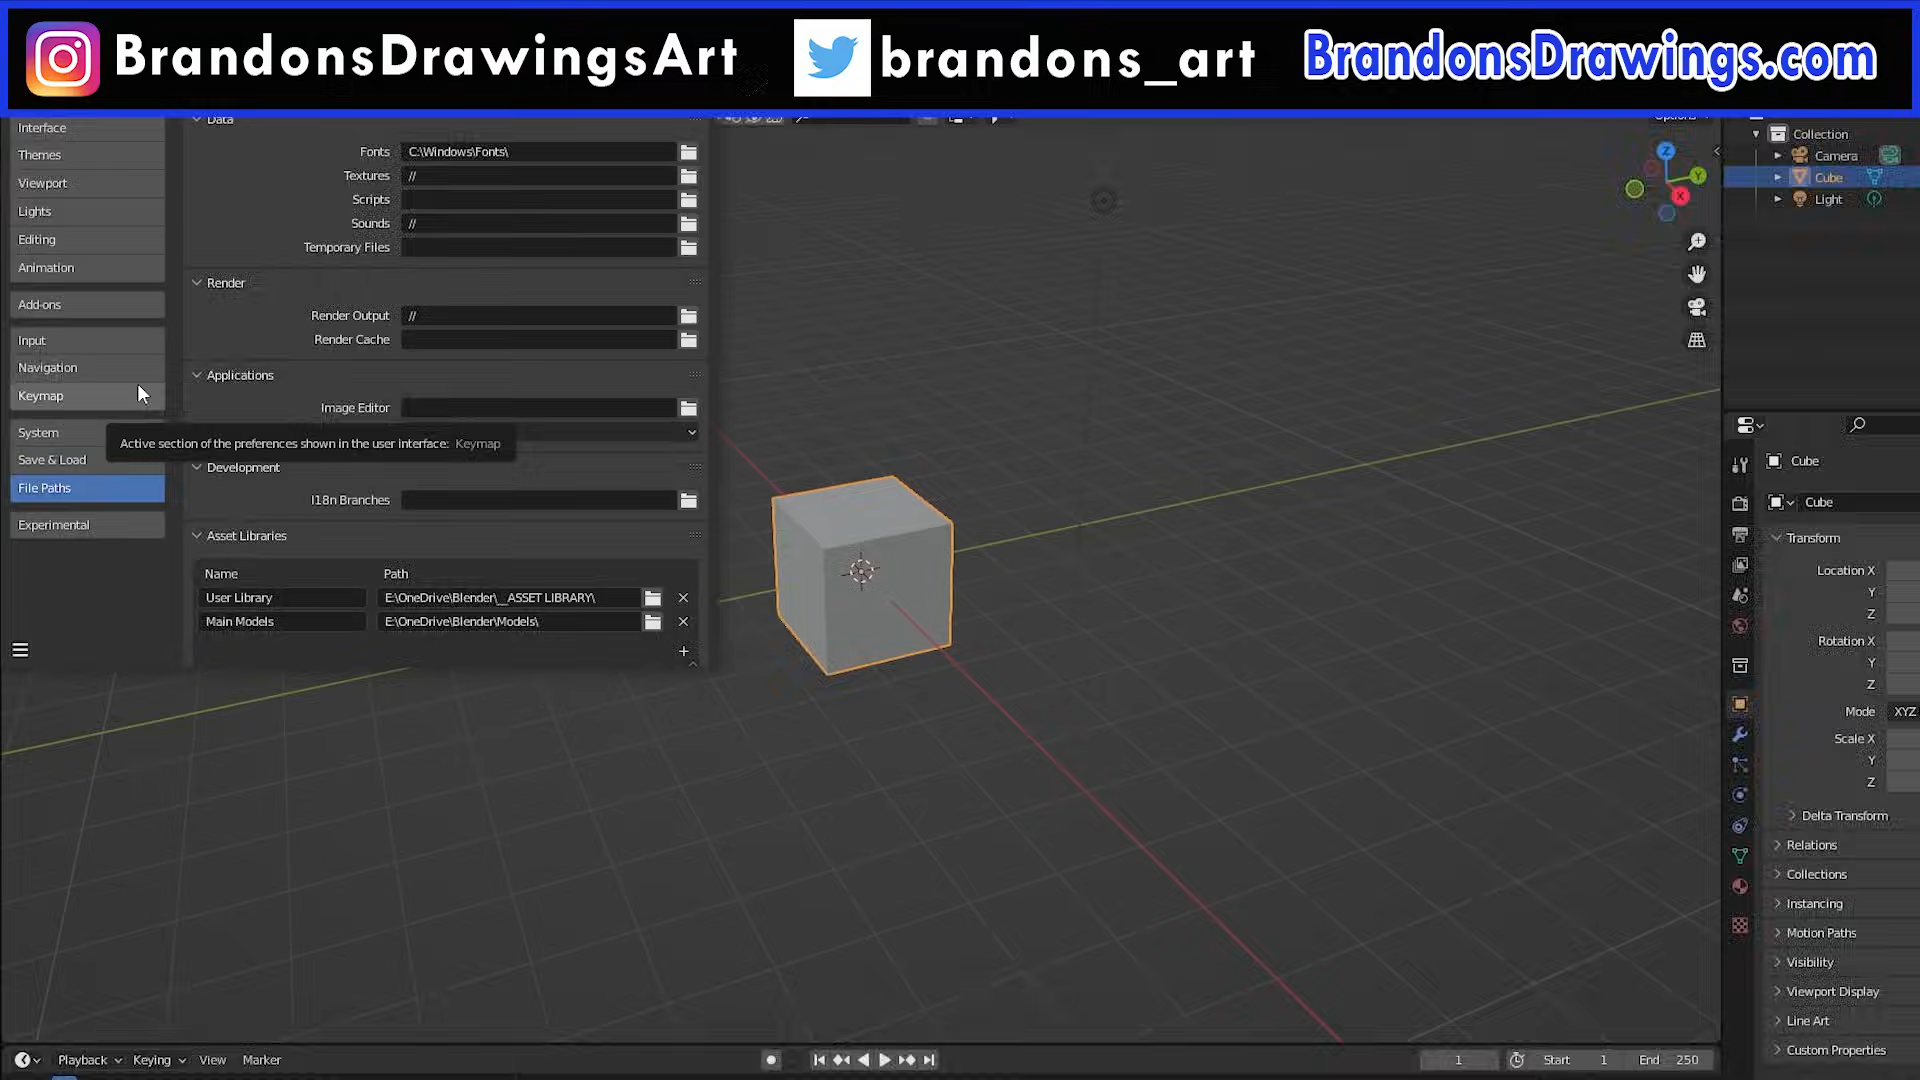 BrandonsDrawingsArt
brandons_art
BrandonsDrawings.com
Interface
Themes
Viewport
Lights
Editing
Animation
Add-ons
Input
Navigation
Keymap
System
Save & Load
File Paths
Experimental
Data
Fonts C:\Windows\Fonts\
Textures //
Scripts
Sounds //
Temporary Files
Render
Render Output //
Render Cache
Applications
Image Editor
Active section of the preferences shown in the user interface: Keymap
Development
I18n Branches
Asset Libraries
Name Path
User Library E:\OneDrive\Blender\__ASSET LIBRARY\
Main Models E:\OneDrive\Blender\Models\
Options
Z
Y
X
Collection
Camera
Cube
Light
Cube
Cube
Transform
Location X
Y
Z
Rotation X
Y
Z
Mode XYZ
Scale X
Y
Z
Delta Transform
Relations
Collections
Instancing
Motion Paths
Visibility
Viewport Display
Line Art
Custom Properties
Playback Keying View Marker
1 Start 1 End 250